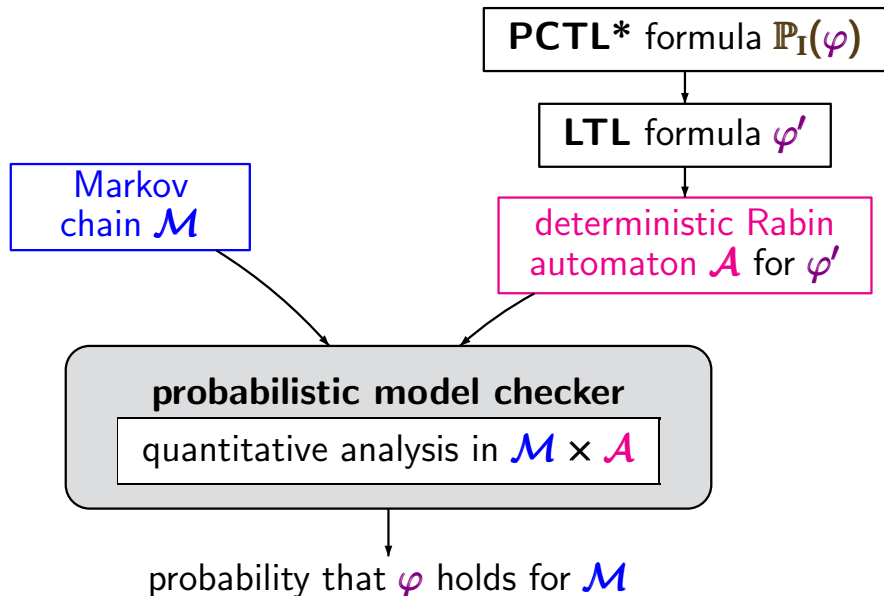 PCTL* formula ℙ_I(φ)
LTL formula φ′
Markov
chain 𝓜
deterministic Rabin
automaton 𝓐 for φ′
probabilistic model checker
quantitative analysis in 𝓜 × 𝓐
probability that φ holds for 𝓜